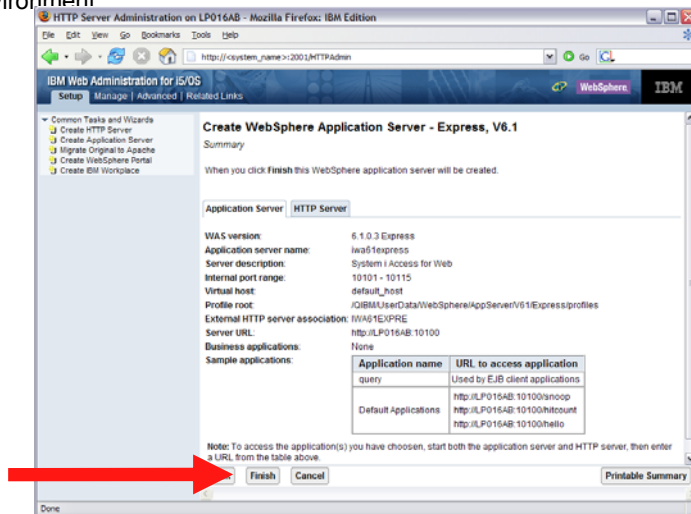 vironment
HTTP Server Administration on LP016AB - Mozilla Firefox: IBM Edition
File Edit View Go Bookmarks Tools Help
http://<system_name>:2001/HTTPAdmin
Go
IBM Web Administration for i5/OS
WebSphere.
IBM
Setup Manage | Advanced | Related Links
Common Tasks and Wizards
Create HTTP Server
Create Application Server
Migrate Original to Apache
Create WebSphere Portal
Create IBM Workplace
Create WebSphere Application Server - Express, V6.1
Summary
When you click Finish this WebSphere application server will be created.
Application Server HTTP Server
WAS version: 6.1.0.3 Express
Application server name: iwa61express
Server description: System i Access for Web
Internal port range: 10101 - 10115
Virtual host: default_host
Profile root: /QIBM/UserData/WebSphere/AppServer/V61/Express/profiles
External HTTP server association: IWA61EXPRE
Server URL: http://LP016AB:10100
Business applications: None
Sample applications:
Application name URL to access application
query Used by EJB client applications
Default Applications
http://LP016AB:10100/snoop
http://LP016AB:10100/hitcount
http://LP016AB:10100/hello
Note: To access the application(s) you have choosen, start both the application server and HTTP server, then enter
a URL from the table above.
Finish Cancel Printable Summary
Done